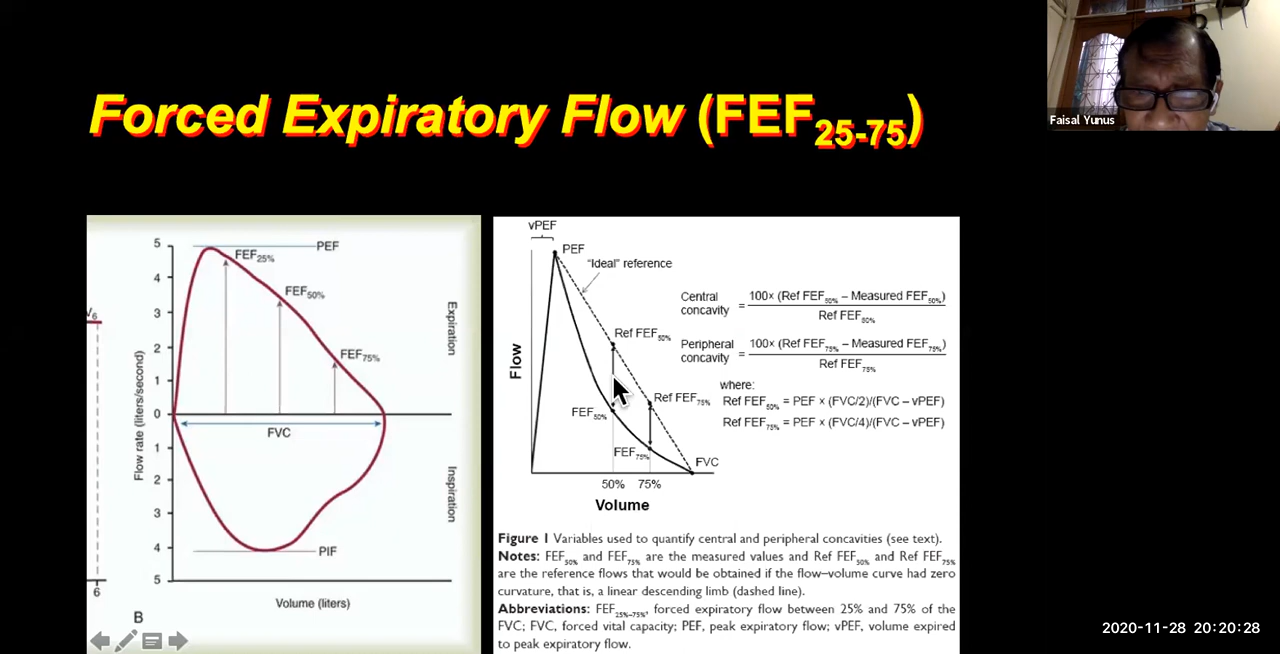 Forced Expiratory Flow (FEF25-75)
Faisal Yunus
5
4
3
2
1
0
1
2
3
4
5
PEF
FEF25%
FEF50%
FEF75%
FVC
PIF
Expiration
Inspiration
Flow rate (liters/second)
Volume (liters)
V6
6
B
vPEF
PEF
"Ideal" reference
Ref FEF50%
Ref FEF75%
FEF50%
FEF75%
FVC
50% 75%
Flow
Volume
Central concavity = 100x (Ref FEF50% – Measured FEF50%)
Ref FEF50%
Peripheral concavity = 100x (Ref FEF75% – Measured FEF75%)
Ref FEF75%
where:
Ref FEF50% = PEF × (FVC/2)/(FVC – vPEF)
Ref FEF75% = PEF × (FVC/4)/(FVC – vPEF)
Figure 1 Variables used to quantify central and peripheral concavities (see text).
Notes: FEF50% and FEF75% are the measured values and Ref FEF50% and Ref FEF75%
are the reference flows that would be obtained if the flow–volume curve had zero
curvature, that is, a linear descending limb (dashed line).
Abbreviations: FEF25%–75%, forced expiratory flow between 25% and 75% of the
FVC; FVC, forced vital capacity; PEF, peak expiratory flow; vPEF, volume expired
to peak expiratory flow.
2020-11-28 20:20:28